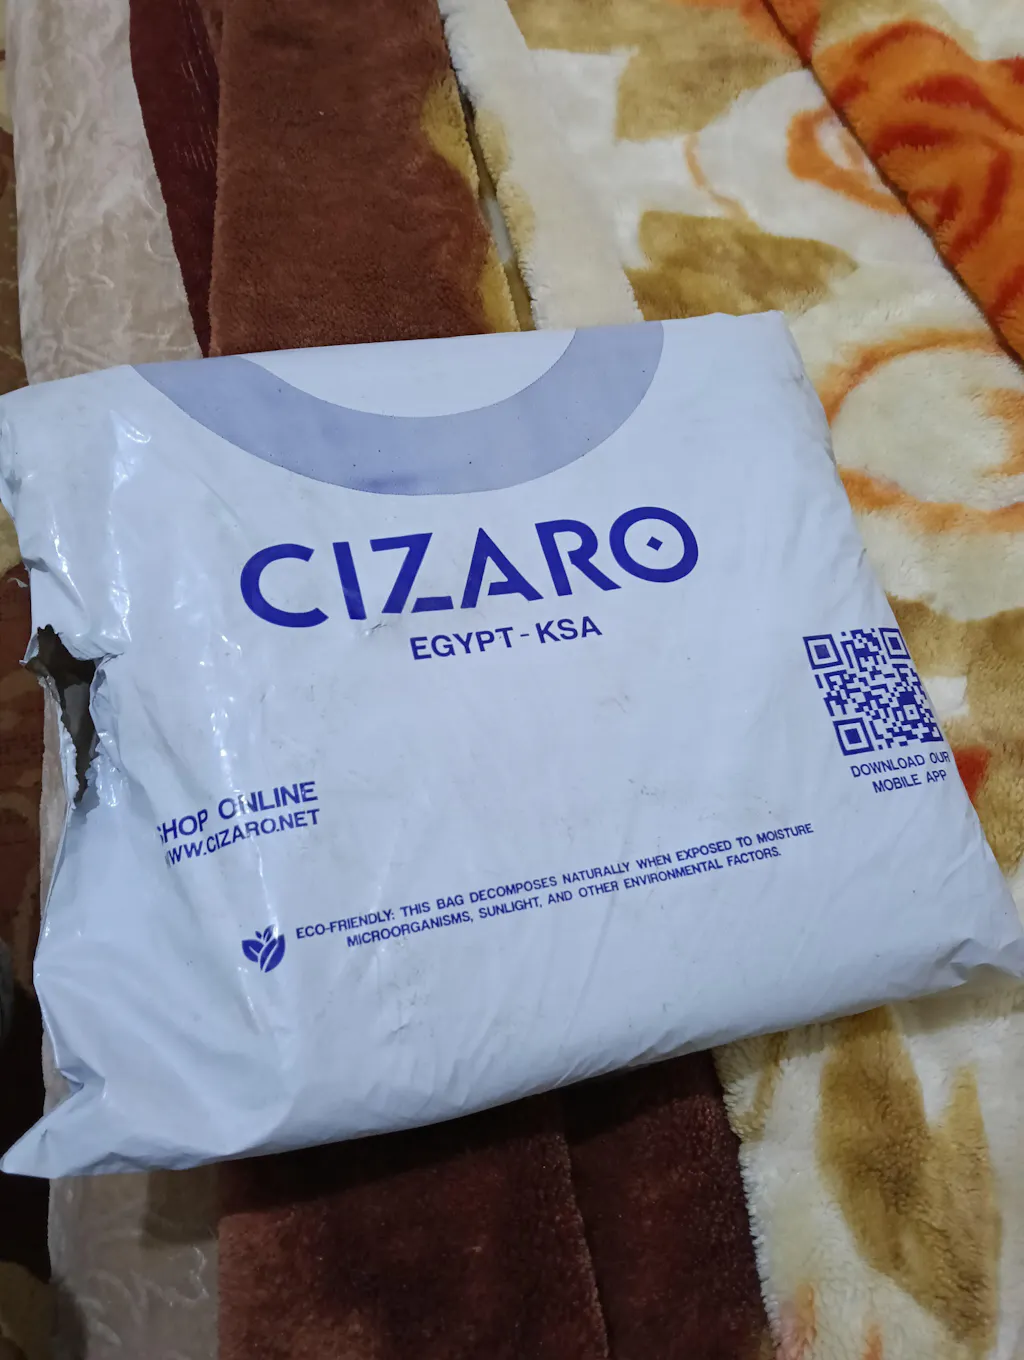 CIZARO
EGYPT - KSA
DOWNLOAD OUR
MOBILE APP
SHOP ONLINE
WWW.CIZARO.NET
ECO-FRIENDLY: THIS BAG DECOMPOSES NATURALLY WHEN EXPOSED TO MOISTURE
MICROORGANISMS, SUNLIGHT, AND OTHER ENVIRONMENTAL FACTORS.